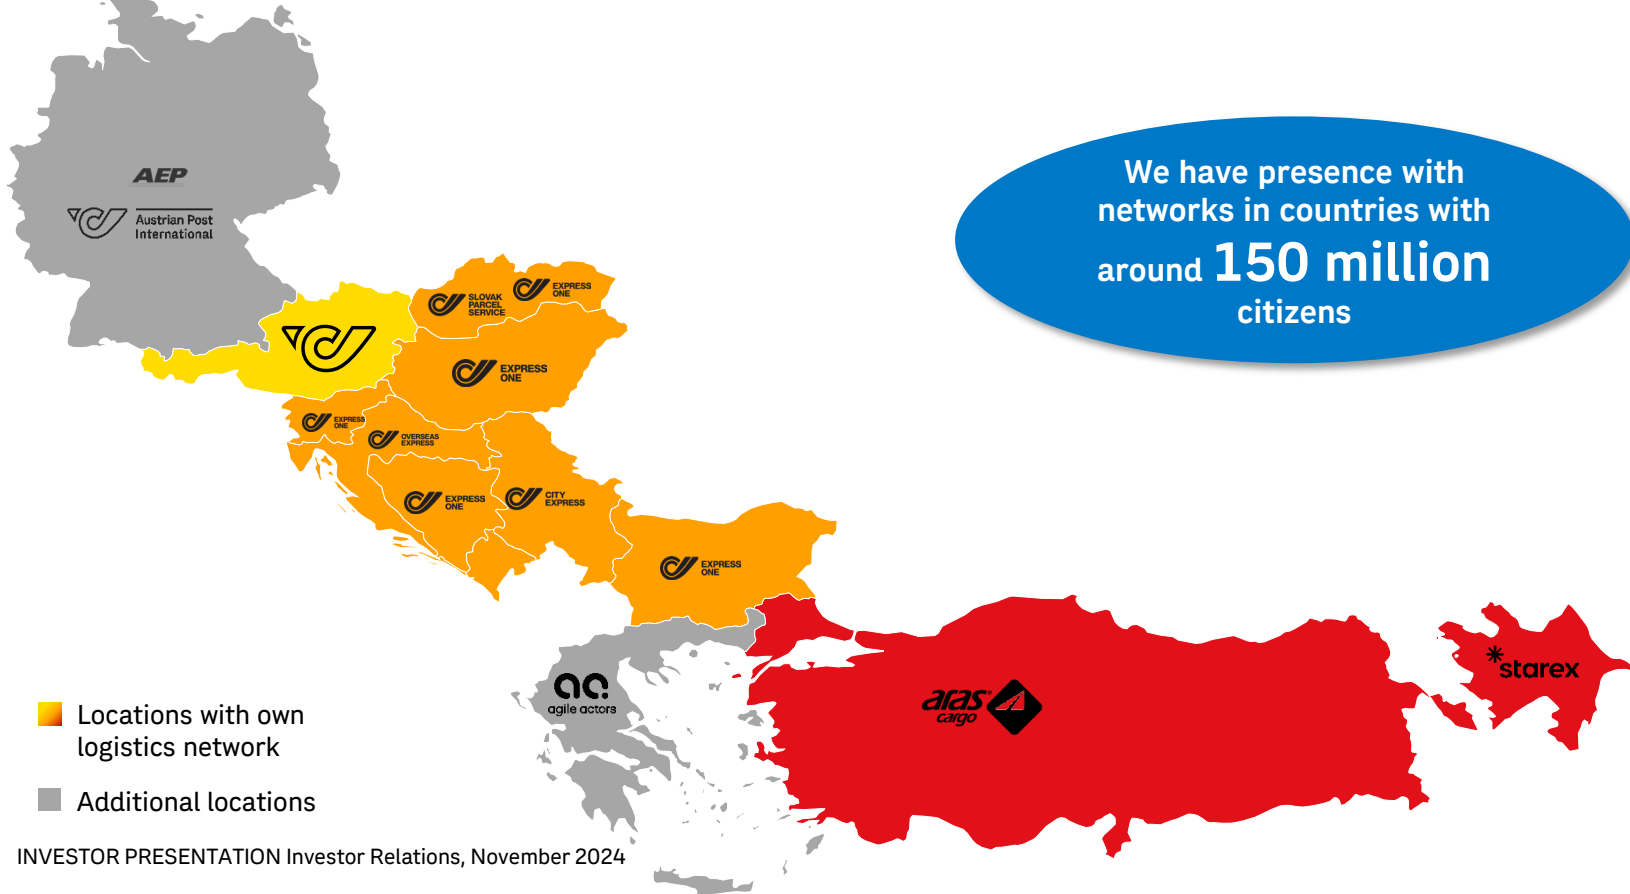 AEP
Austrian Post
International
We have presence with
networks in countries with
around 150 million
citizens
SLOVAK
PARCEL
SERVICE
EXPRESS
ONE
EXPRESS
ONE
EXPRESS
ONE
OVERSEAS
EXPRESS
EXPRESS
ONE
CITY
EXPRESS
EXPRESS
ONE
starex
aras®
cargo
agile actors
Locations with own
logistics network
Additional locations
INVESTOR PRESENTATION Investor Relations, November 2024